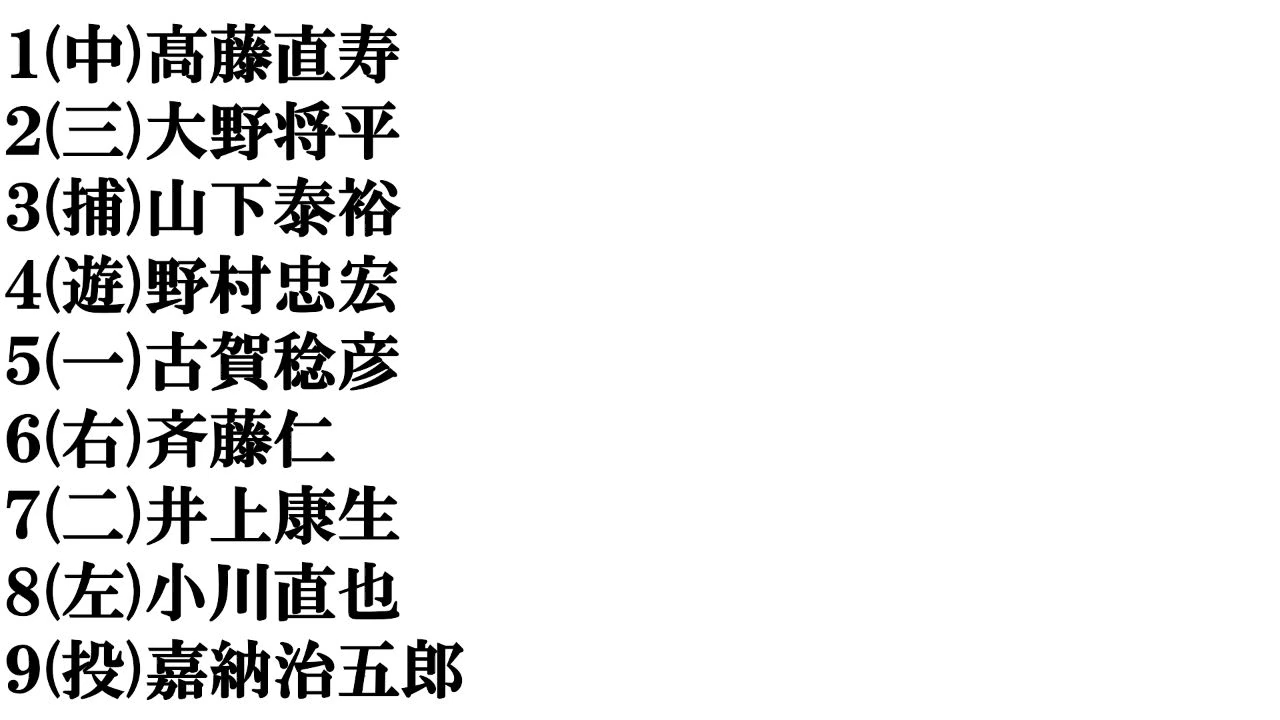 1(中)髙藤直寿
2(三)大野将平
3(捕)山下泰裕
4(遊)野村忠宏
5(一)古賀稔彦
6(右)斉藤仁
7(二)井上康生
8(左)小川直也
9(投)嘉納治五郎